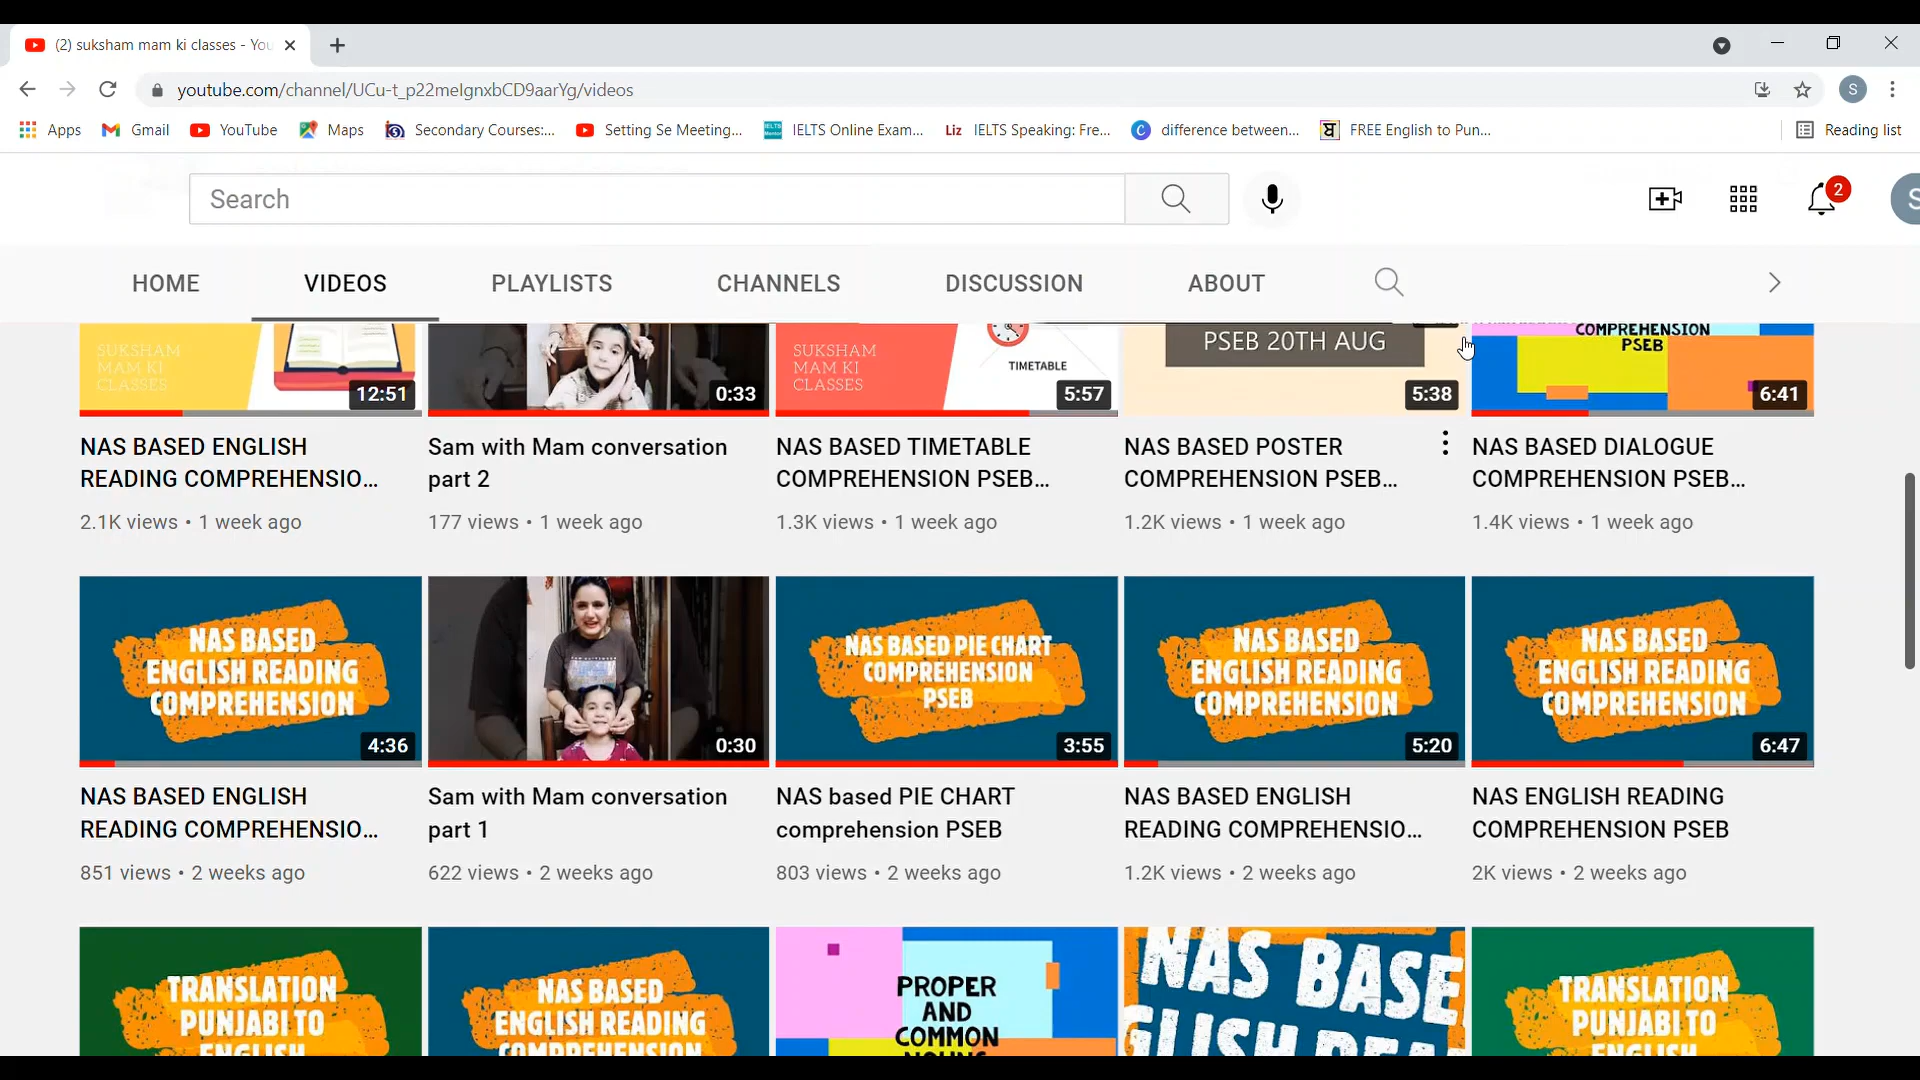 (2) suksham mam ki classes - You
youtube.com/channel/UCu-t_p22melgnxbCD9aarYg/videos
Apps Gmail YouTube Maps Secondary Courses:... Setting Se Meeting... IELTS Online Exam... Liz IELTS Speaking: Fre... difference between... FREE English to Pun... Reading list
Search
2
S
HOME VIDEOS PLAYLISTS CHANNELS DISCUSSION ABOUT
SUKSHAM
MAM KI
CLASSES
12:51
0:33
SUKSHAM
MAM KI
CLASSES
TIMETABLE
5:57
PSEB 20TH AUG
5:38
COMPREHENSION
PSEB
6:41
NAS BASED ENGLISH
READING COMPREHENSIO...
2.1K views • 1 week ago
Sam with Mam conversation
part 2
177 views • 1 week ago
NAS BASED TIMETABLE
COMPREHENSION PSEB...
1.3K views • 1 week ago
NAS BASED POSTER
COMPREHENSION PSEB...
1.2K views • 1 week ago
NAS BASED DIALOGUE
COMPREHENSION PSEB...
1.4K views • 1 week ago
NAS BASED
ENGLISH READING
COMPREHENSION
4:36
0:30
NAS BASED PIE CHART
COMPREHENSION
PSEB
3:55
NAS BASED
ENGLISH READING
COMPREHENSION
5:20
NAS BASED
ENGLISH READING
COMPREHENSION
6:47
NAS BASED ENGLISH
READING COMPREHENSIO...
851 views • 2 weeks ago
Sam with Mam conversation
part 1
622 views • 2 weeks ago
NAS based PIE CHART
comprehension PSEB
803 views • 2 weeks ago
NAS BASED ENGLISH
READING COMPREHENSIO...
1.2K views • 2 weeks ago
NAS ENGLISH READING
COMPREHENSION PSEB
2K views • 2 weeks ago
TRANSLATION
PUNJABI TO
ENGLISH
NAS BASED
ENGLISH READING
COMPREHENSION
PROPER
AND
COMMON
NOUNS
NAS BASE
GLISH REA
TRANSLATION
PUNJABI TO
ENGLISH